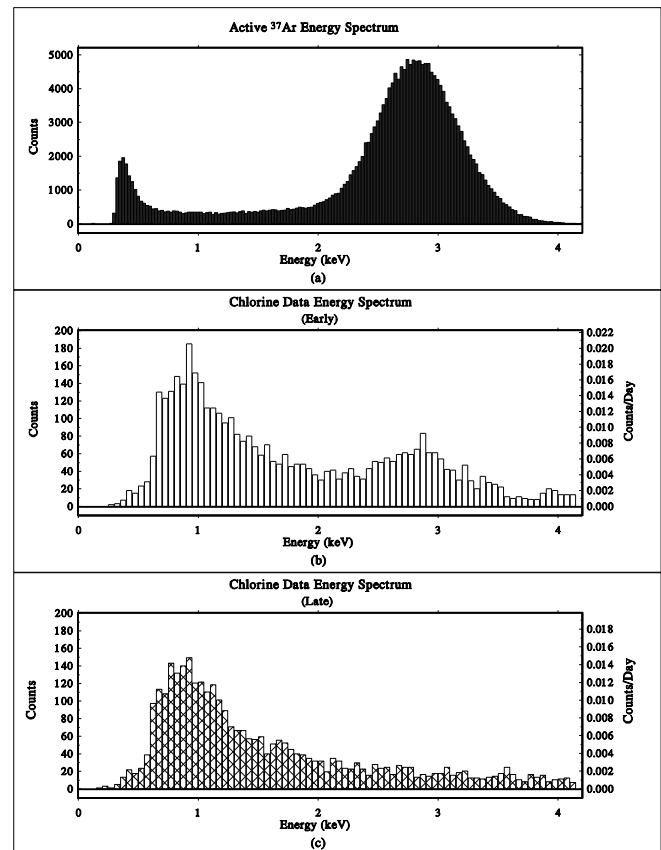 Active ³⁷Ar Energy Spectrum
5000
4000
3000
2000
1000
0
Counts
0 1 2 3 4
Energy (keV)
(a)
Chlorine Data Energy Spectrum
(Early)
200
180
160
140
120
100
80
60
40
20
0
Counts
0.022
0.020
0.018
0.016
0.014
0.012
0.010
0.008
0.006
0.004
0.002
0.000
Counts/Day
0 1 2 3 4
Energy (keV)
(b)
Chlorine Data Energy Spectrum
(Late)
200
180
160
140
120
100
80
60
40
20
0
Counts
0.018
0.016
0.014
0.012
0.010
0.008
0.006
0.004
0.002
0.000
Counts/Day
0 1 2 3 4
Energy (keV)
(c)